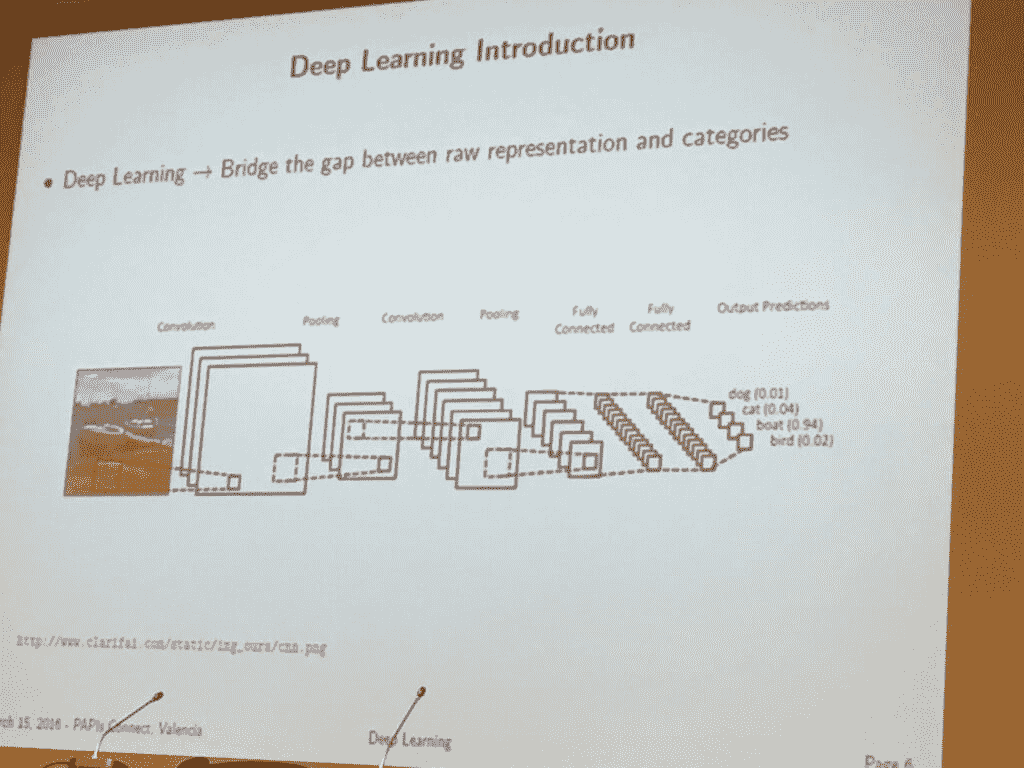 Deep Learning Introduction
• Deep Learning → Bridge the gap between raw representation and categories
Convolution
Pooling
Convolution
Pooling
Fully
Connected
Fully
Connected
Output Predictions
dog (0.01)
cat (0.04)
boat (0.94)
bird (0.02)
http://www.clarifai.com/static/img_ours/cnn.png
rch 15, 2016 - PAPIs Connect, Valencia
Deep Learning
Page 6